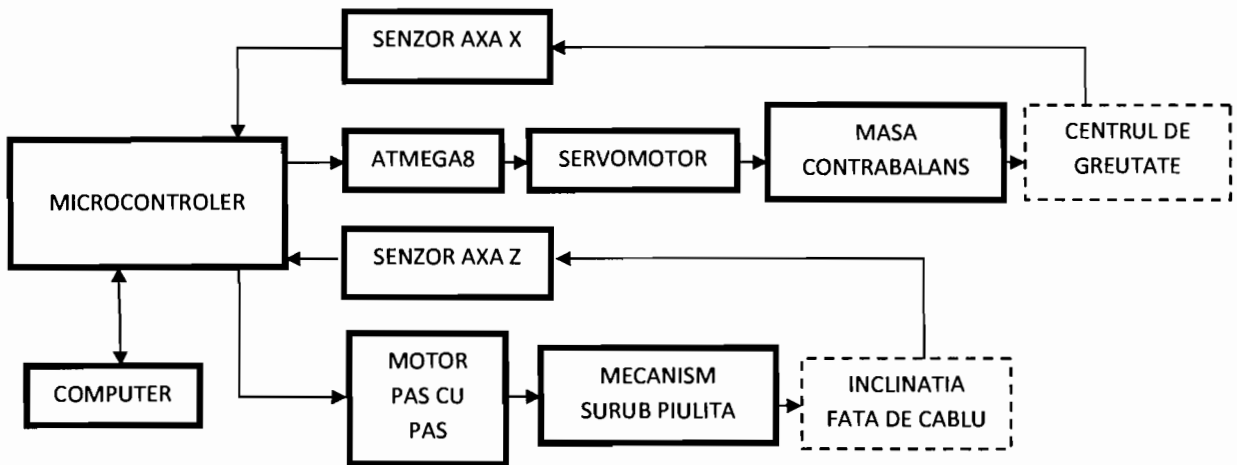 SENZOR AXA X
MASA
CONTRABALANS
CENTRUL DE
GREUTATE
ATMEGA8
SERVOMOTOR
MICROCONTROLER
SENZOR AXA Z
COMPUTER
MOTOR
PAS CU
PAS
MECANISM
SURUB PIULITA
INCLINATIA
FATA DE CABLU